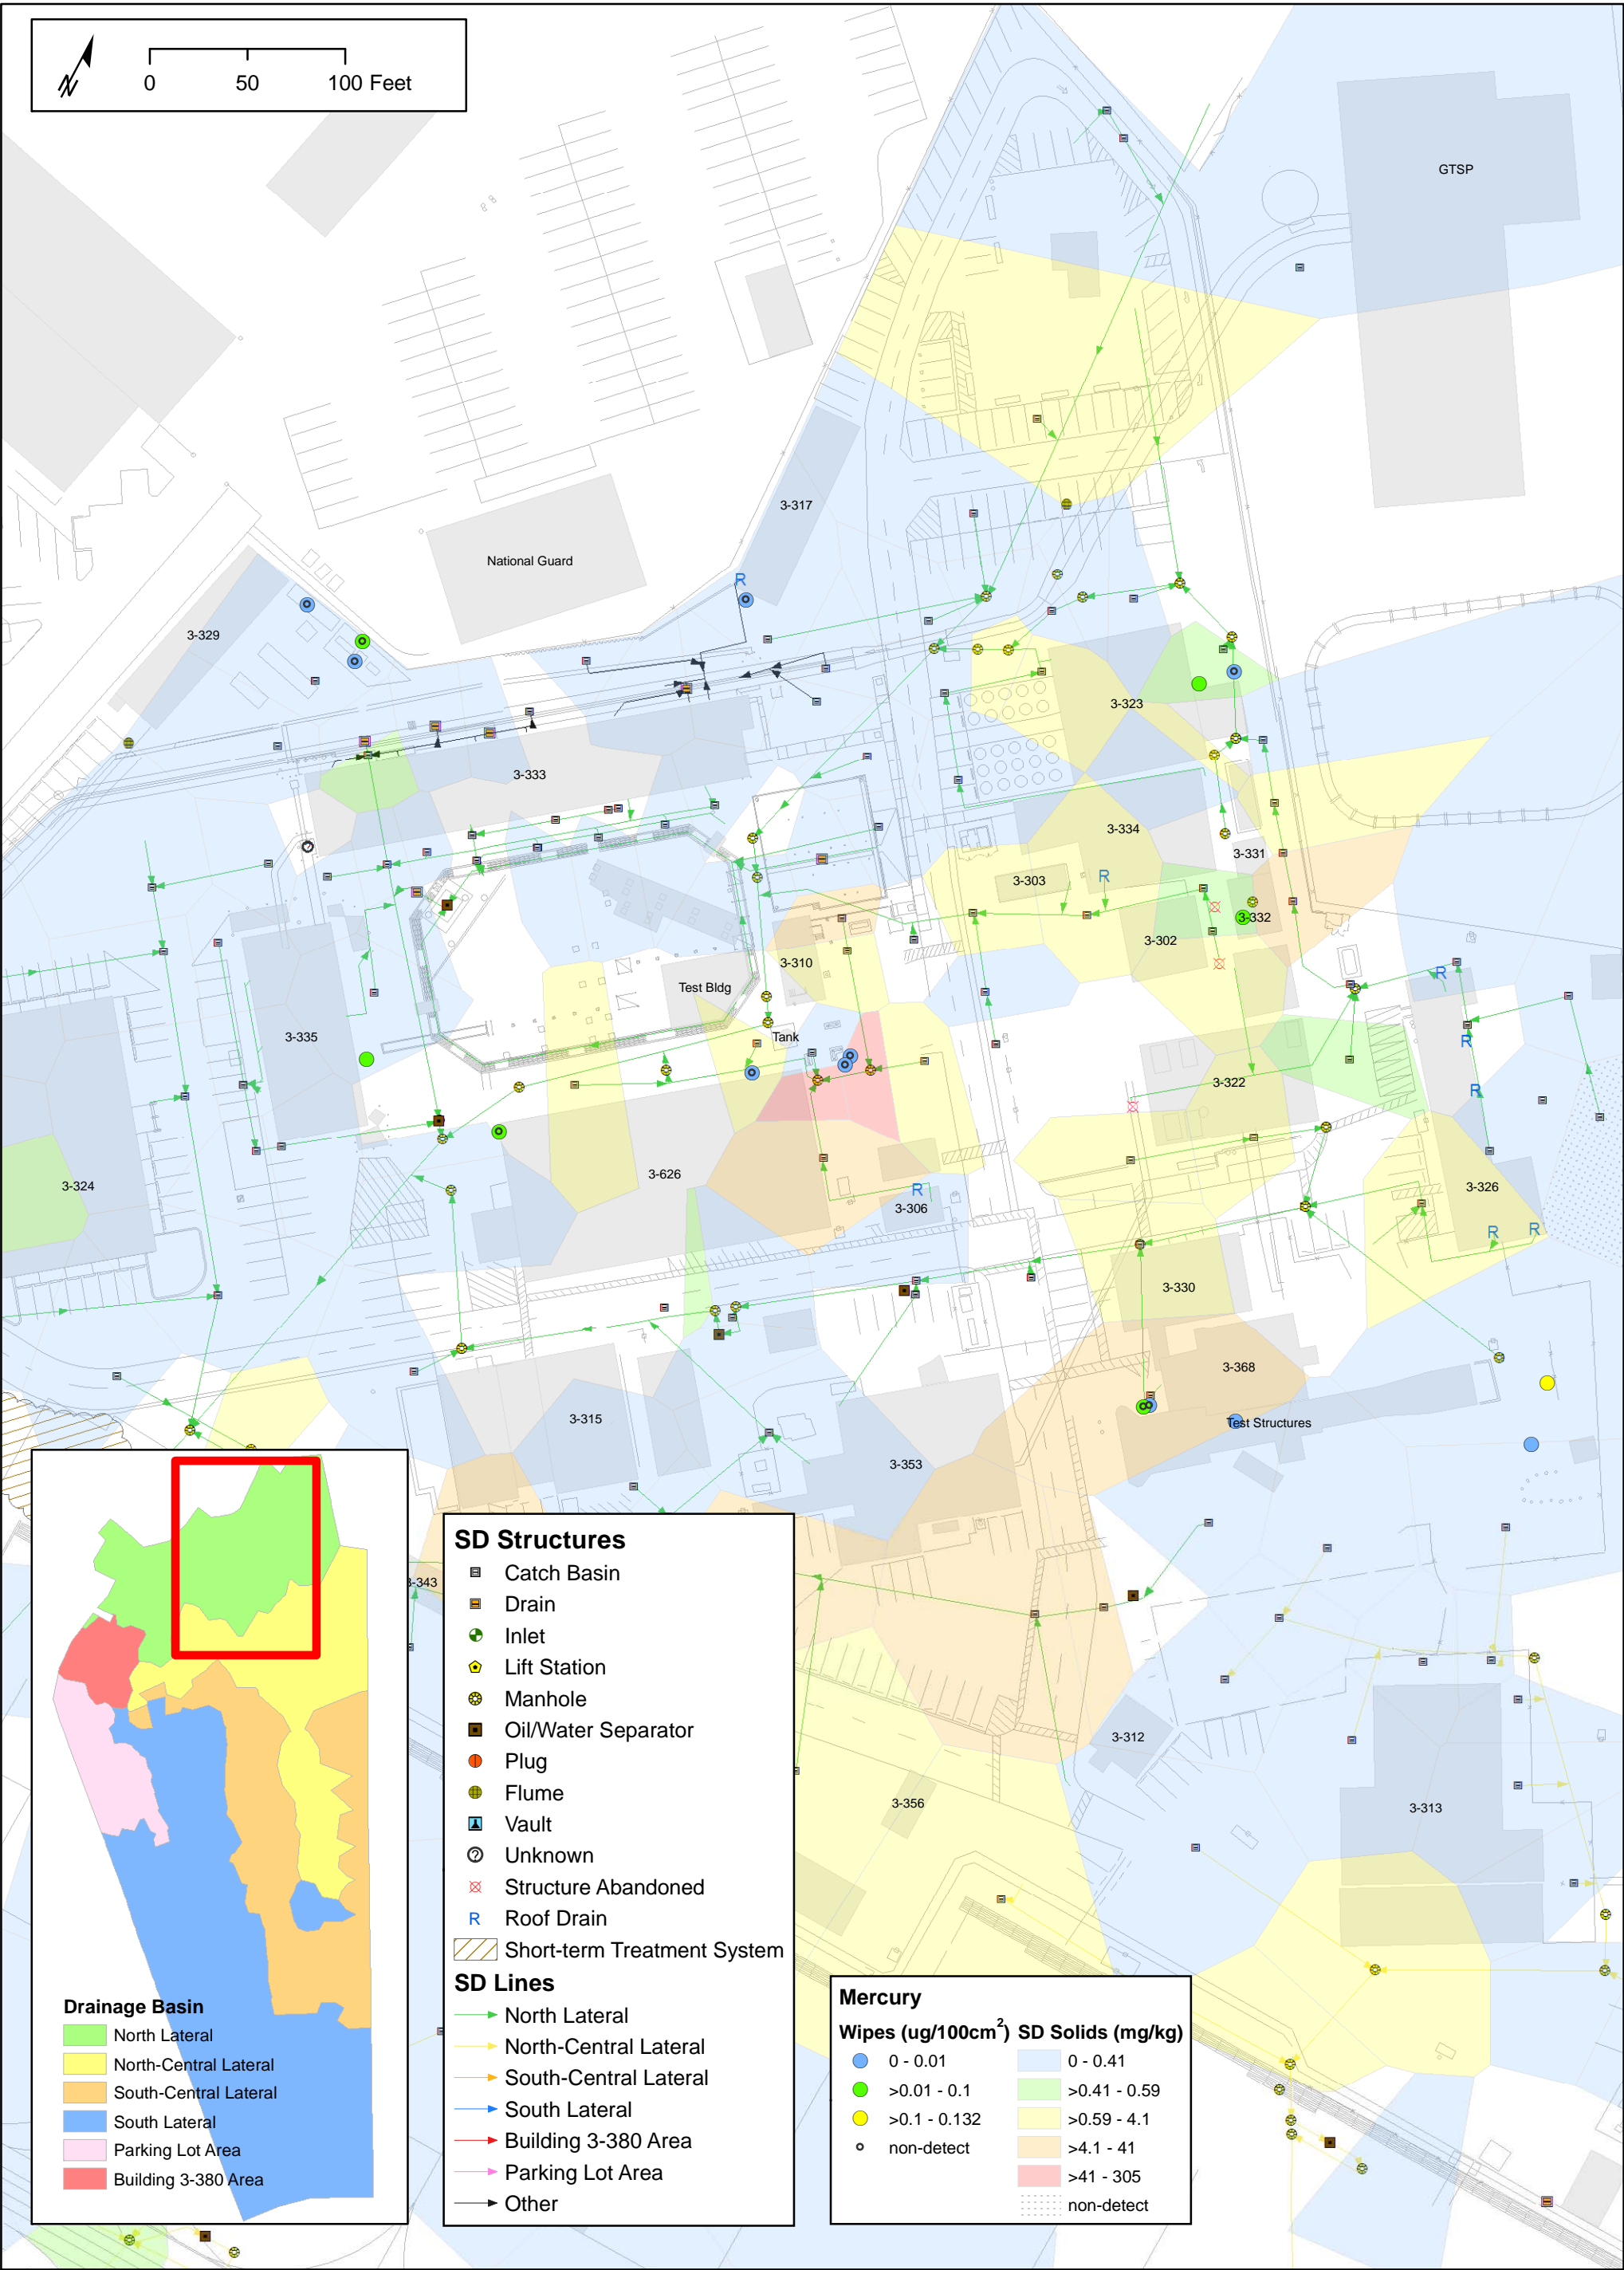 N
0 50 100 Feet
GTSP
3-317
National Guard
R
3-329
3-323
3-333
3-334
3-331
3-303
R
3-332
3-302
3-310
R
Test Bldg
3-335
Tank
R
3-322
R
3-324
3-626
3-326
R
3-306
R
R
3-330
3-368
3-315
Test Structures
3-353
3-343
3-312
3-356
3-313
Drainage Basin
North Lateral
North-Central Lateral
South-Central Lateral
South Lateral
Parking Lot Area
Building 3-380 Area
SD Structures
Catch Basin
Drain
Inlet
Lift Station
Manhole
Oil/Water Separator
Plug
Flume
Vault
? Unknown
Structure Abandoned
R Roof Drain
Short-term Treatment System
SD Lines
North Lateral
North-Central Lateral
South-Central Lateral
South Lateral
Building 3-380 Area
Parking Lot Area
Other
Mercury
Wipes (ug/100cm²) SD Solids (mg/kg)
0 - 0.01 0 - 0.41
>0.01 - 0.1 >0.41 - 0.59
>0.1 - 0.132 >0.59 - 4.1
non-detect >4.1 - 41
>41 - 305
non-detect